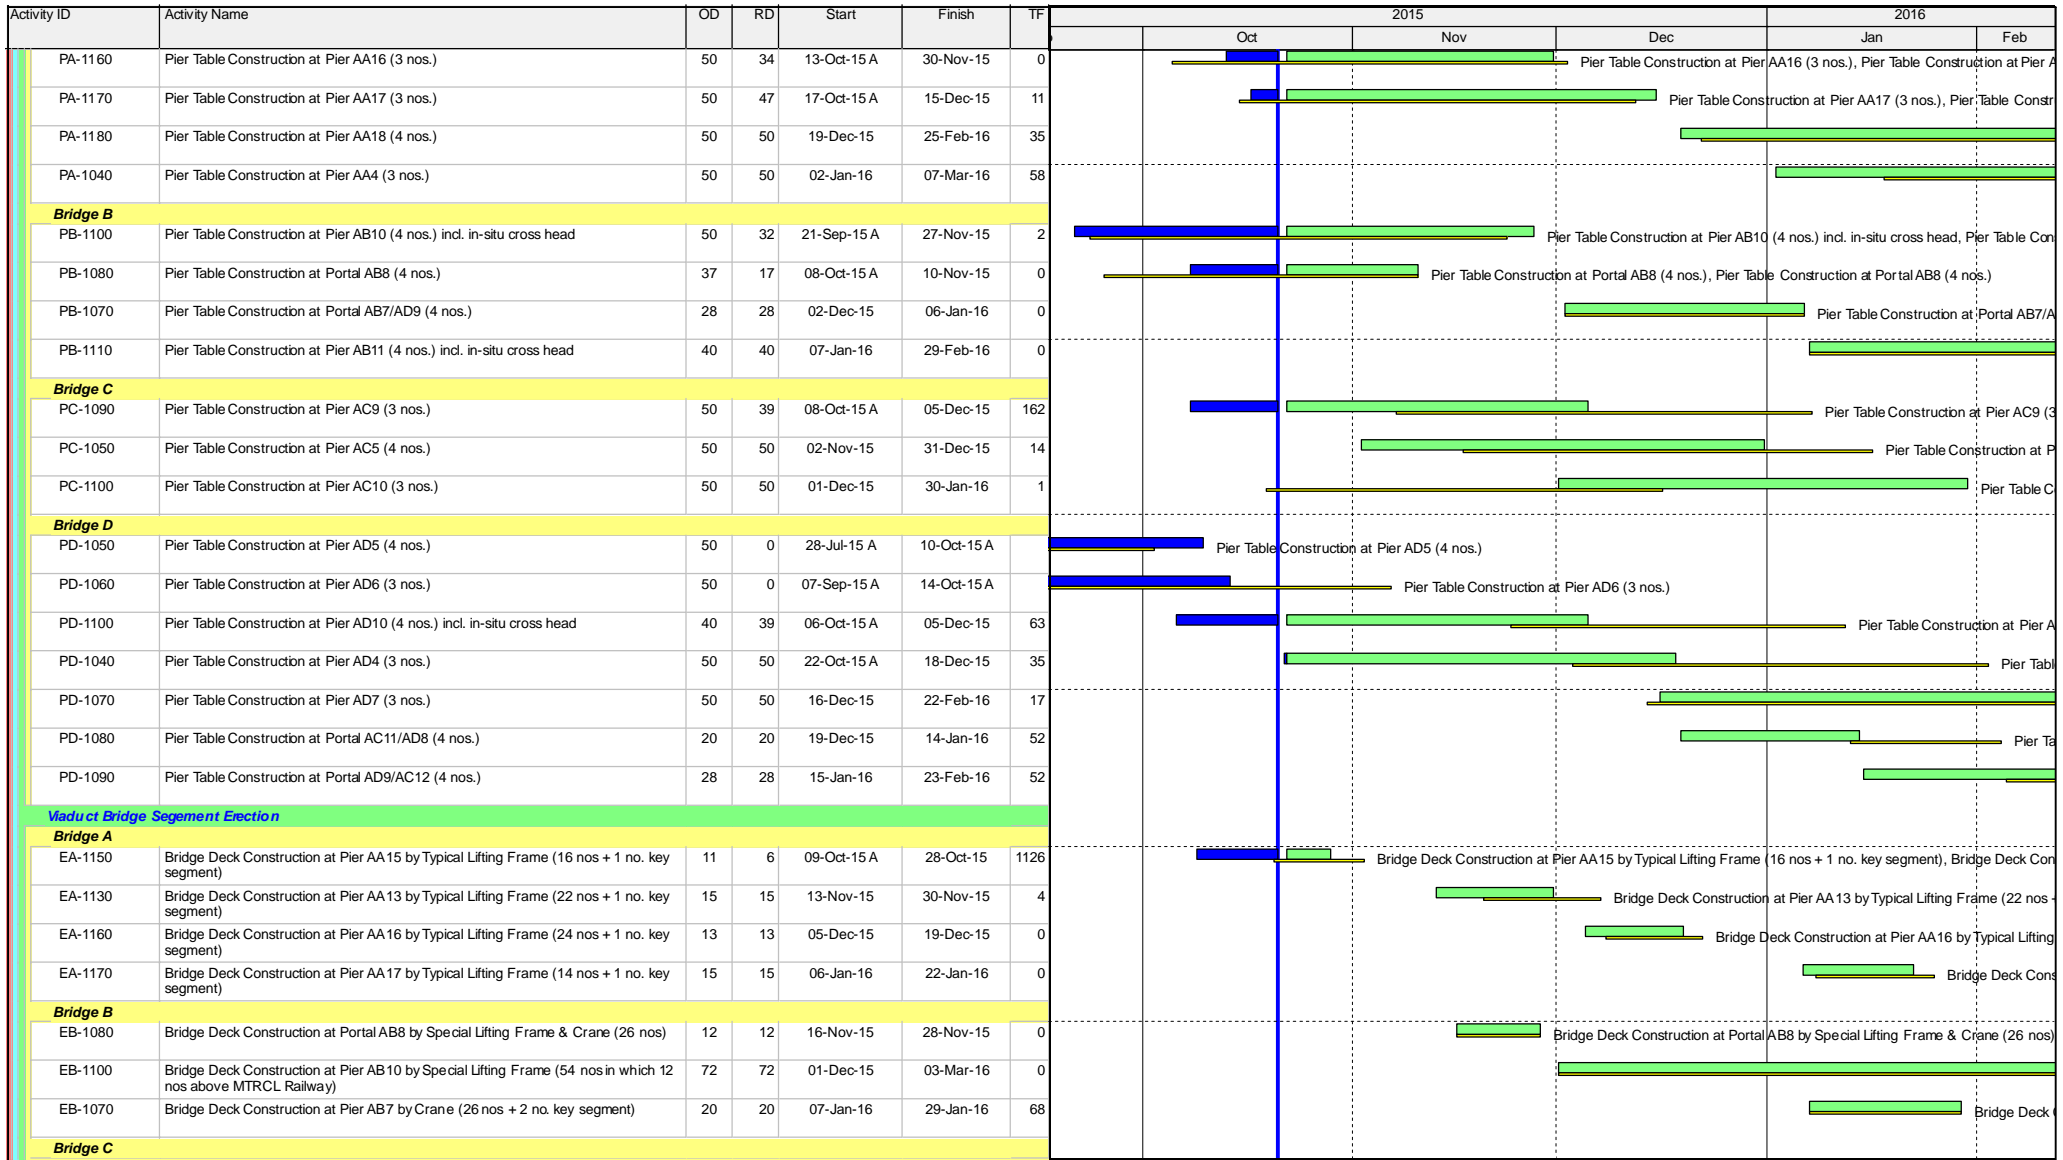 Activity ID Activity Name OD RD Start Finish TF 2015 2016
Oct Nov Dec Jan Feb
PA-1160 Pier Table Construction at Pier AA16 (3 nos.) 50 34 13-Oct-15 A 30-Nov-15 0 Pier Table Construction at Pier AA16 (3 nos.), Pier Table Construction at Pier A
PA-1170 Pier Table Construction at Pier AA17 (3 nos.) 50 47 17-Oct-15 A 15-Dec-15 11 Pier Table Construction at Pier AA17 (3 nos.), Pier Table Constr
PA-1180 Pier Table Construction at Pier AA18 (4 nos.) 50 50 19-Dec-15 25-Feb-16 35
PA-1040 Pier Table Construction at Pier AA4 (3 nos.) 50 50 02-Jan-16 07-Mar-16 58
Bridge B
PB-1100 Pier Table Construction at Pier AB10 (4 nos.) incl. in-situ cross head 50 32 21-Sep-15 A 27-Nov-15 2 Pier Table Construction at Pier AB10 (4 nos.) incl. in-situ cross head, Pier Table Con
PB-1080 Pier Table Construction at Portal AB8 (4 nos.) 37 17 08-Oct-15 A 10-Nov-15 0 Pier Table Construction at Portal AB8 (4 nos.), Pier Table Construction at Portal AB8 (4 nos.)
PB-1070 Pier Table Construction at Portal AB7/AD9 (4 nos.) 28 28 02-Dec-15 06-Jan-16 0 Pier Table Construction at Portal AB7/A
PB-1110 Pier Table Construction at Pier AB11 (4 nos.) incl. in-situ cross head 40 40 07-Jan-16 29-Feb-16 0
Bridge C
PC-1090 Pier Table Construction at Pier AC9 (3 nos.) 50 39 08-Oct-15 A 05-Dec-15 162 Pier Table Construction at Pier AC9 (3
PC-1050 Pier Table Construction at Pier AC5 (4 nos.) 50 50 02-Nov-15 31-Dec-15 14 Pier Table Construction at P
PC-1100 Pier Table Construction at Pier AC10 (3 nos.) 50 50 01-Dec-15 30-Jan-16 1 Pier Table C
Bridge D
PD-1050 Pier Table Construction at Pier AD5 (4 nos.) 50 0 28-Jul-15 A 10-Oct-15 A Pier Table Construction at Pier AD5 (4 nos.)
PD-1060 Pier Table Construction at Pier AD6 (3 nos.) 50 0 07-Sep-15 A 14-Oct-15 A Pier Table Construction at Pier AD6 (3 nos.)
PD-1100 Pier Table Construction at Pier AD10 (4 nos.) incl. in-situ cross head 40 39 06-Oct-15 A 05-Dec-15 63 Pier Table Construction at Pier A
PD-1040 Pier Table Construction at Pier AD4 (3 nos.) 50 50 22-Oct-15 A 18-Dec-15 35 Pier Tabl
PD-1070 Pier Table Construction at Pier AD7 (3 nos.) 50 50 16-Dec-15 22-Feb-16 17
PD-1080 Pier Table Construction at Portal AC11/AD8 (4 nos.) 20 20 19-Dec-15 14-Jan-16 52 Pier Ta
PD-1090 Pier Table Construction at Portal AD9/AC12 (4 nos.) 28 28 15-Jan-16 23-Feb-16 52
Viaduct Bridge Segement Erection
Bridge A
EA-1150 Bridge Deck Construction at Pier AA15 by Typical Lifting Frame (16 nos + 1 no. key 11 6 09-Oct-15 A 28-Oct-15 1126 Bridge Deck Construction at Pier AA15 by Typical Lifting Frame (16 nos + 1 no. key segment), Bridge Deck Con
segment)
EA-1130 Bridge Deck Construction at Pier AA13 by Typical Lifting Frame (22 nos + 1 no. key 15 15 13-Nov-15 30-Nov-15 4 Bridge Deck Construction at Pier AA13 by Typical Lifting Frame (22 nos +
segment)
EA-1160 Bridge Deck Construction at Pier AA16 by Typical Lifting Frame (24 nos + 1 no. key 13 13 05-Dec-15 19-Dec-15 0 Bridge Deck Construction at Pier AA16 by Typical Lifting
segment)
EA-1170 Bridge Deck Construction at Pier AA17 by Typical Lifting Frame (14 nos + 1 no. key 15 15 06-Jan-16 22-Jan-16 0 Bridge Deck Cons
segment)
Bridge B
EB-1080 Bridge Deck Construction at Portal AB8 by Special Lifting Frame & Crane (26 nos) 12 12 16-Nov-15 28-Nov-15 0 Bridge Deck Construction at Portal AB8 by Special Lifting Frame & Crane (26 nos)
EB-1100 Bridge Deck Construction at Pier AB10 by Special Lifting Frame (54 nos in which 12 72 72 01-Dec-15 03-Mar-16 0
nos above MTRCL Railway)
EB-1070 Bridge Deck Construction at Pier AB7 by Crane (26 nos + 2 no. key segment) 20 20 07-Jan-16 29-Jan-16 68 Bridge Deck
Bridge C